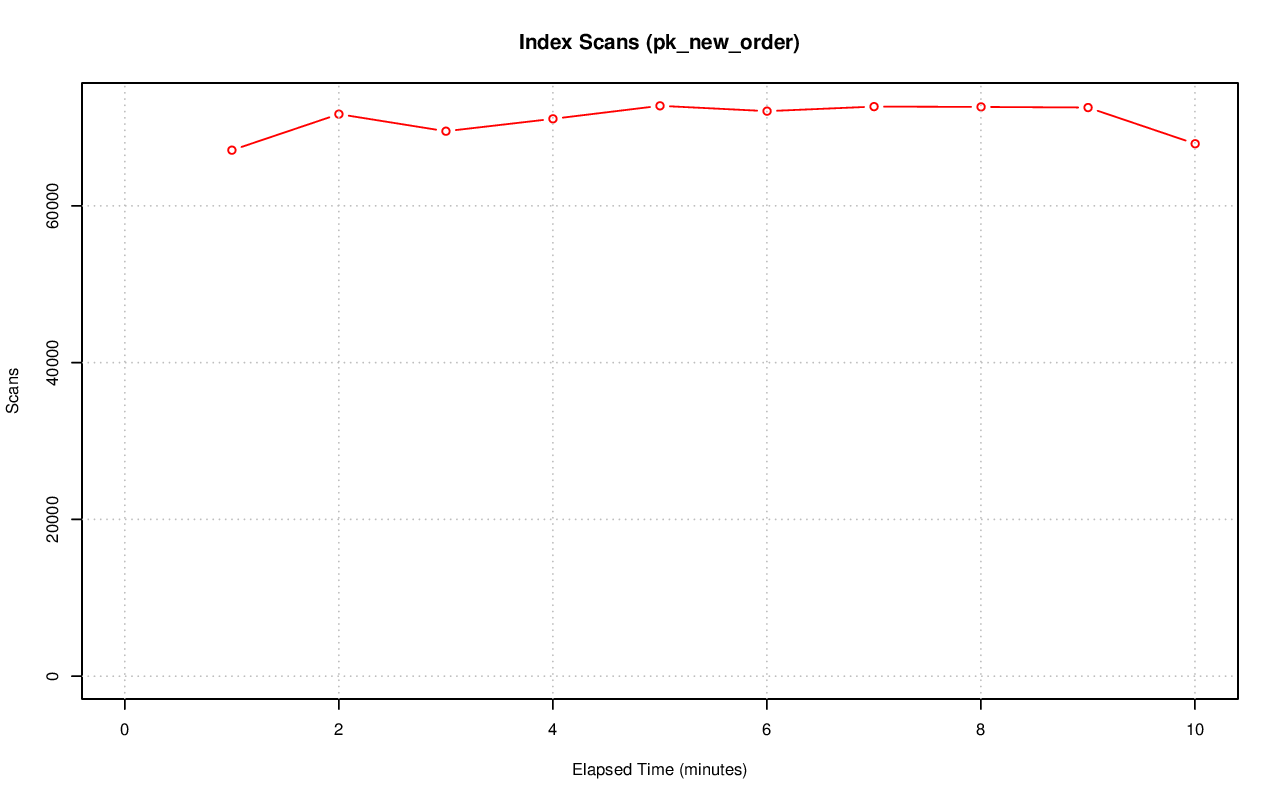 Index Scans (pk_new_order)
Scans
60000
40000
20000
0
0 2 4 6 8 10
Elapsed Time (minutes)